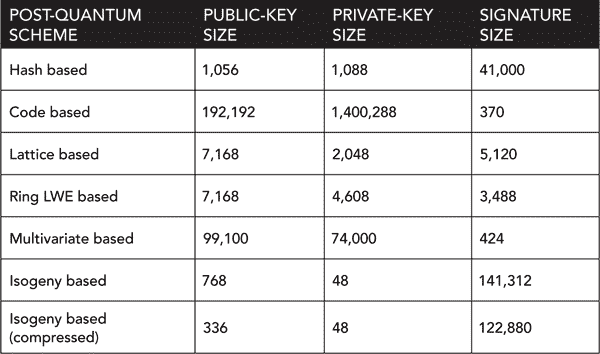 POST-QUANTUM SCHEME PUBLIC-KEY SIZE PRIVATE-KEY SIZE SIGNATURE SIZE
Hash based 1,056 1,088 41,000
Code based 192,192 1,400,288 370
Lattice based 7,168 2,048 5,120
Ring LWE based 7,168 4,608 3,488
Multivariate based 99,100 74,000 424
Isogeny based 768 48 141,312
Isogeny based (compressed) 336 48 122,880